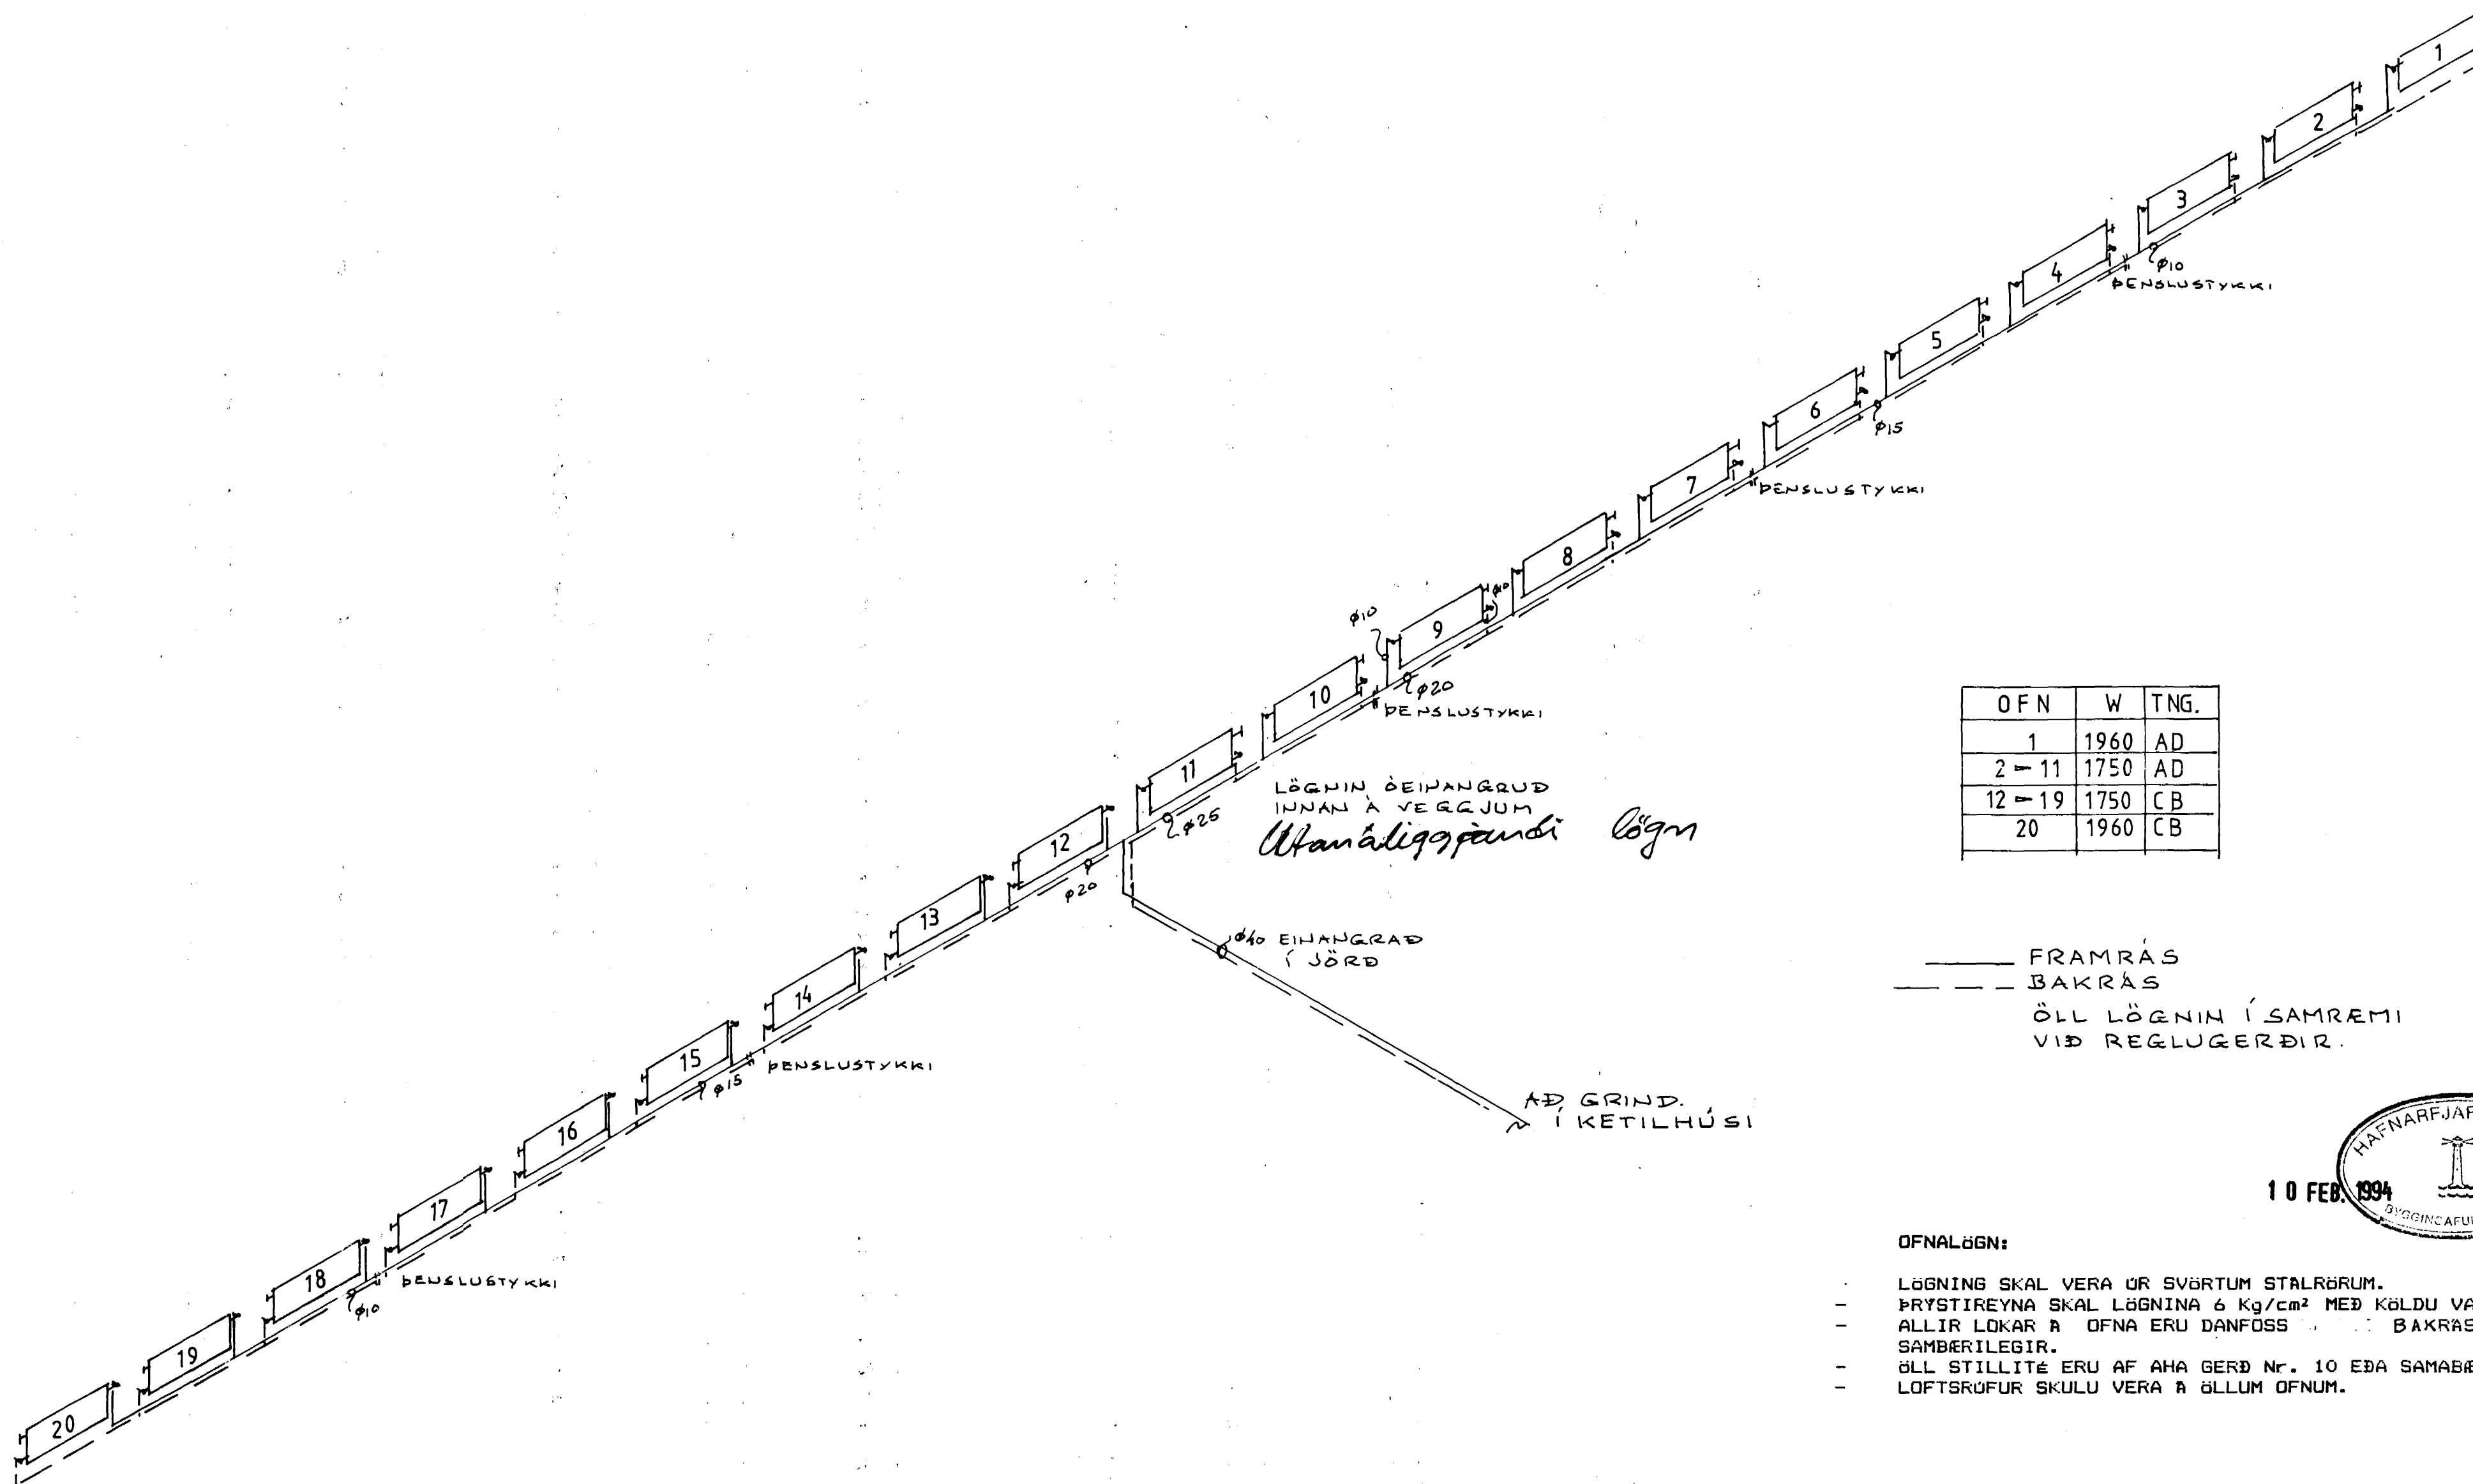 1
2
3
φ10
4
ÞENSLUSTYKKI
5
6
φ15
7
ÞENSLUSTYKKI
8
φ10
φ10
9
φ20
10
ÞENSLUSTYKKI
11
LÖGNIN ÓEINANGRUÐ
INNAN Á VEGGJUM
Utanáliggjandi lögn
φ25
12
φ20
13
φ40 EINANGRAÐ
Í JÖRÐ
14
15
φ15
ÞENSLUSTYKKI
AÐ GRIND.
Í KETILHÚSI
16
17
18
ÞENSLUSTYKKI
φ10
19
20
OFN W TNG.
1 1960 AD
2 - 11 1750 AD
12 - 19 1750 CB
20 1960 CB
FRAMRÁS
BAKRÁS
ÖLL LÖGNIN Í SAMRÆMI
VIÐ REGLUGERÐIR.
HAFNARFJAR
10 FEB. 1994
OFNALÖGN:
LÖGNING SKAL VERA ÚR SVÖRTUM STÁLRÖRUM.
- ÞRÝSTIREYNA SKAL LÖGNINA 6 Kg/cm² MEÐ KÖLDU VA
- ALLIR LOKAR Á OFNA ERU DANFOSS BAKRÁS
SAMBÆRILEGIR.
- ÖLL STILLITÉ ERU AF AHA GERÐ Nr. 10 EÐA SAMABÆ
- LOFTSRÚFUR SKULU VERA Á ÖLLUM OFNUM.